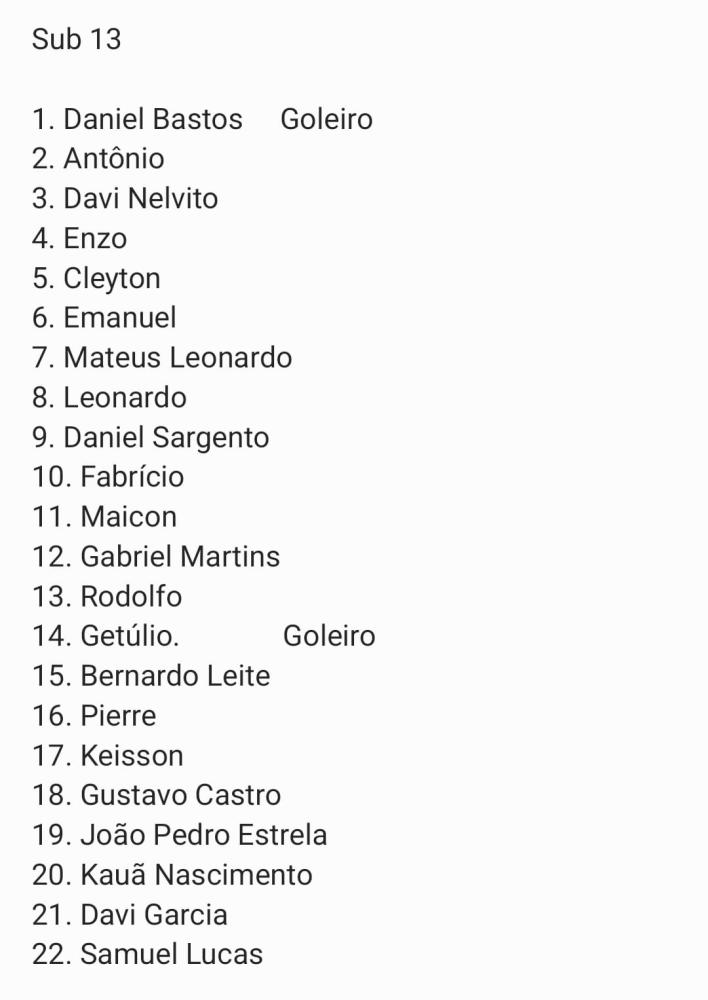 Sub 13
1. Daniel Bastos Goleiro
2. Antônio
3. Davi Nelvito
4. Enzo
5. Cleyton
6. Emanuel
7. Mateus Leonardo
8. Leonardo
9. Daniel Sargento
10. Fabrício
11. Maicon
12. Gabriel Martins
13. Rodolfo
14. Getúlio. Goleiro
15. Bernardo Leite
16. Pierre
17. Keisson
18. Gustavo Castro
19. João Pedro Estrela
20. Kauã Nascimento
21. Davi Garcia
22. Samuel Lucas